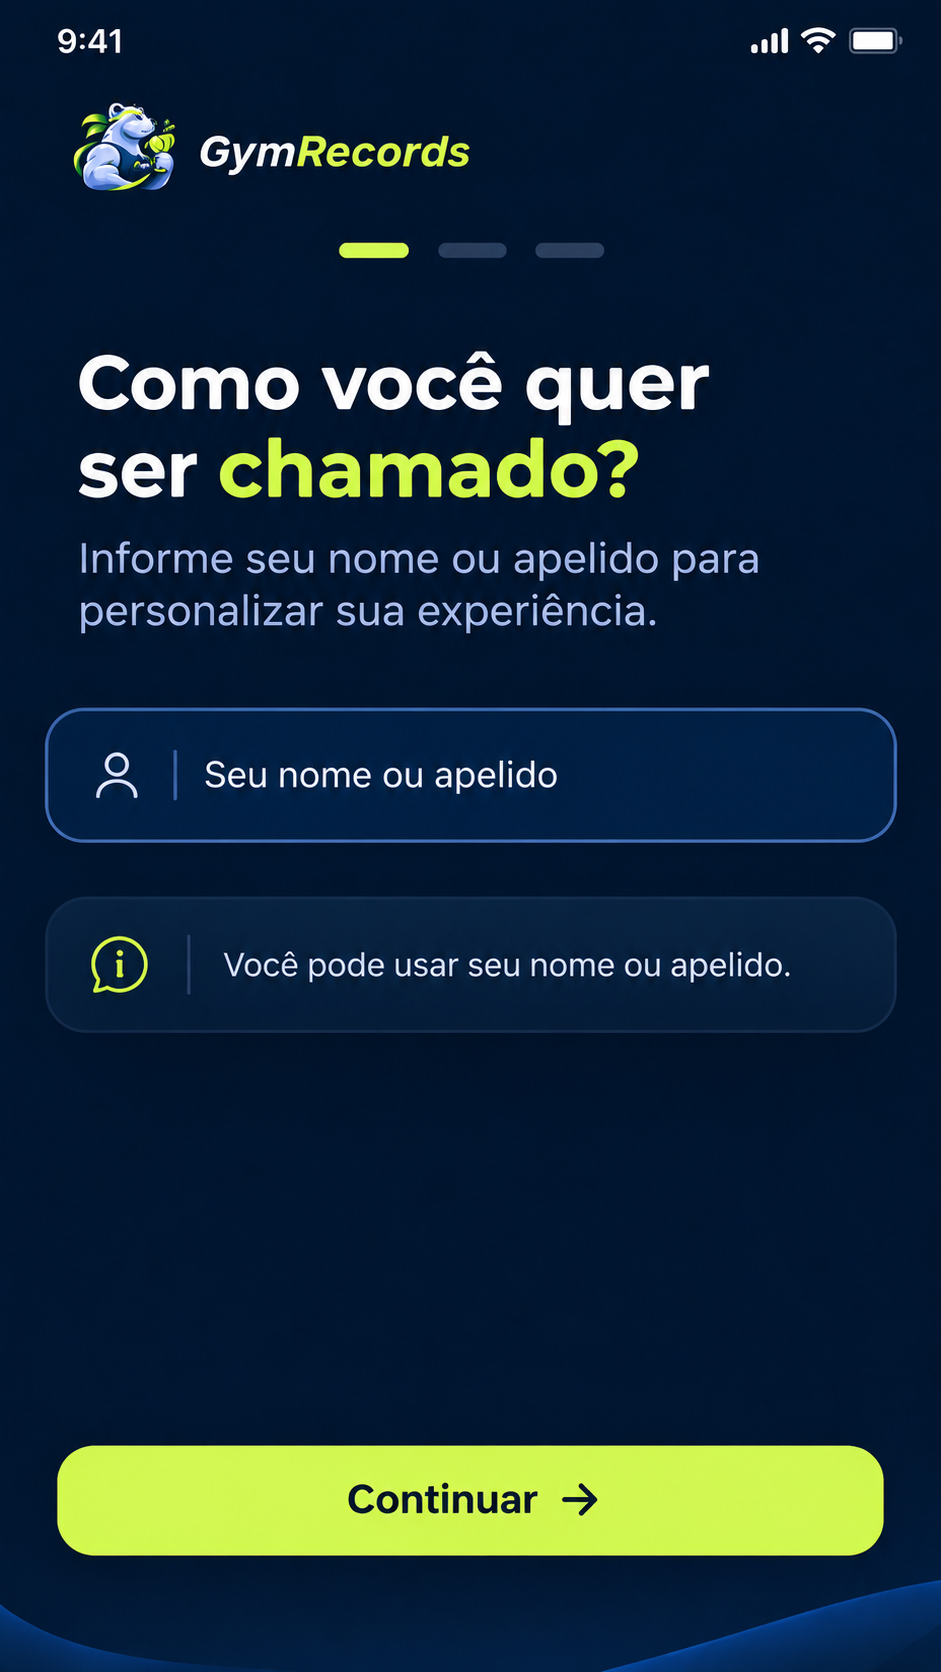 9:41
GymRecords
Como você quer
ser chamado?
Informe seu nome ou apelido para
personalizar sua experiência.
Seu nome ou apelido
Você pode usar seu nome ou apelido.
Continuar →